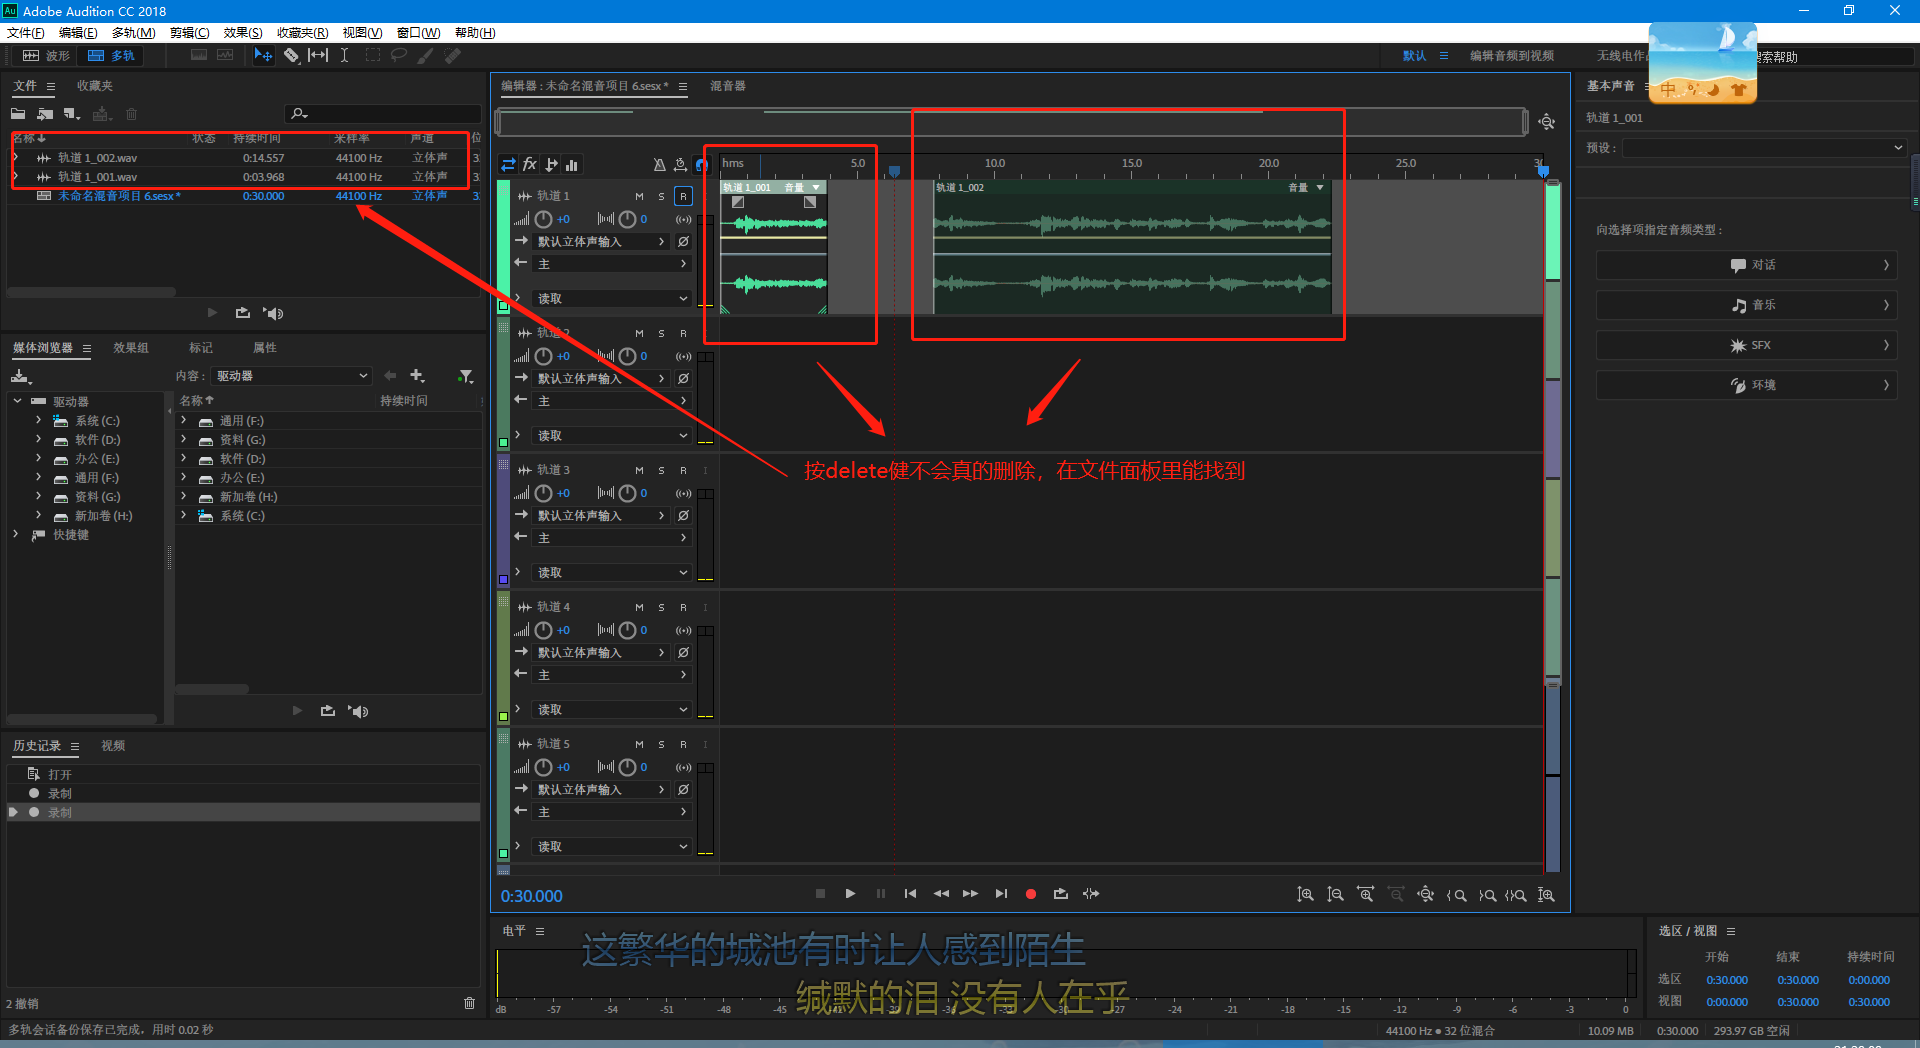 Au Adobe Audition CC 2018
文件(F) 编辑(E) 多轨(M) 剪辑(C) 效果(S) 收藏夹(R) 视图(V) 窗口(W) 帮助(H)
波形 多轨 默认 编辑音频到视频 无线电作 索帮助
中
文件 收藏夹
名称 状态 持续时间 采样率 声道 位
轨道 1_002.wav 0:14.557 44100 Hz 立体声 3
轨道 1_001.wav 0:03.968 44100 Hz 立体声 3
未命名混音项目 6.sesx * 0:30.000 44100 Hz 立体声 3
媒体浏览器 效果组 标记 属性
内容: 驱动器
驱动器
系统 (C:)
软件 (D:)
办公 (E:)
通用 (F:)
资料 (G:)
新加卷 (H:)
快捷键
名称 持续时间
通用 (F:)
资料 (G:)
软件 (D:)
办公 (E:)
新加卷 (H:)
系统 (C:)
历史记录 视频
打开
录制
录制
2 撤销
编辑器: 未命名混音项目 6.sesx * 混音器
fx
hms 5.0 10.0 15.0 20.0 25.0 30
轨道 1 M S R
+0 0
默认立体声输入
主
读取
轨道 1_001 音量
轨道 1_002 音量
轨道 2 M S R
+0 0
默认立体声输入
主
读取
轨道 3 M S R I
+0 0
默认立体声输入
主
读取
轨道 4 M S R I
+0 0
默认立体声输入
主
读取
轨道 5 M S R I
+0 0
默认立体声输入
主
读取
按delete健不会真的删除，在文件面板里能找到
0:30.000
电平
这繁华的城池有时让人感到陌生
缄默的泪 没有人在乎
dB -57 -54 -51 -48 -45 -39 -36 -30 -27 -24 -21 -18 -15 -12 -9 -6 -3 0
基本声音
轨道 1_001
预设:
向选择项指定音频类型:
对话
音乐
SFX
环境
选区 / 视图
开始 结束 持续时间
选区 0:30.000 0:30.000 0:00.000
视图 0:00.000 0:30.000 0:30.000
多轨会话备份保存已完成，用时 0.02 秒
44100 Hz ● 32 位混合 10.09 MB 0:30.000 293.97 GB 空闲